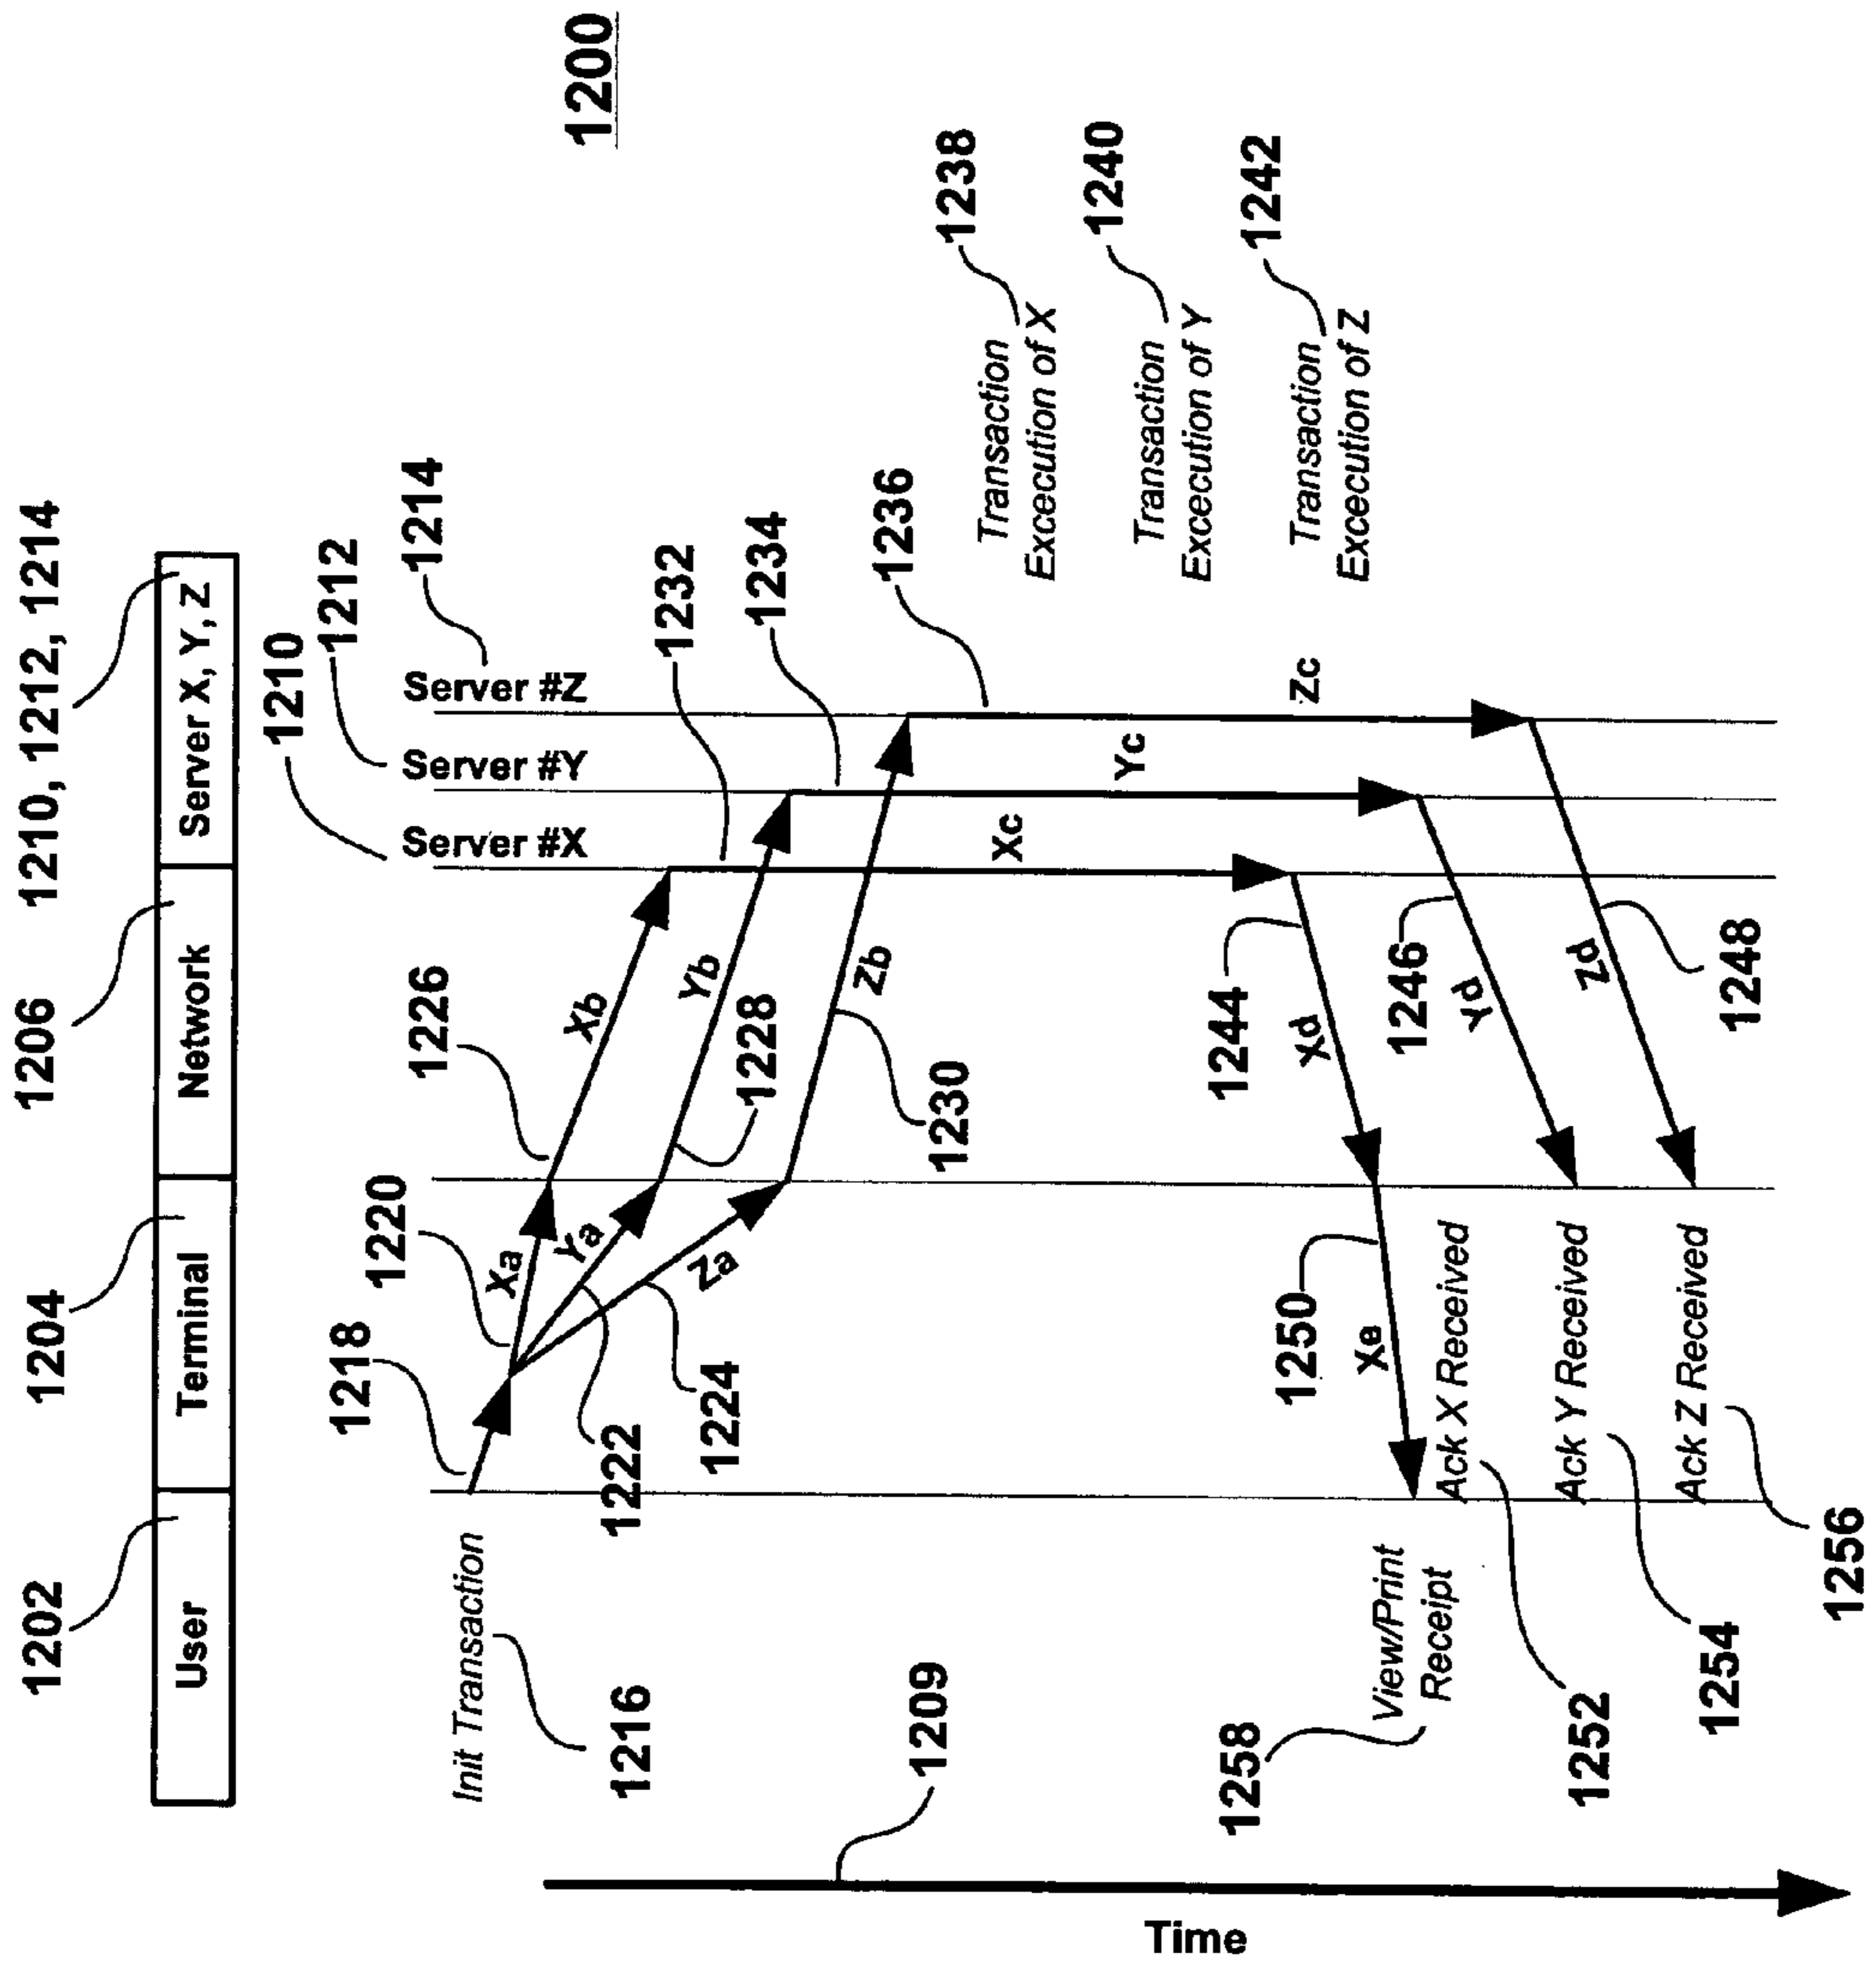 1200
1202
1204
1206
1210, 1212, 1214
User
Terminal
Network
Server X, Y, Z
1210
1212
1214
Server #X
Server #Y
Server #Z
Init Transaction
1216
1218
1220
1222
1224
1226
1228
1230
1232
1234
1236
Xa
Ya
Za
Xb
Yb
Zb
Xc
Yc
Zc
Transaction
Excecution of X
1238
Transaction
Excecution of Y
1240
Transaction
Excecution of Z
1242
1244
1246
1248
Xd
Yd
Zd
1250
Xe
Ack X Received
Ack Y Received
Ack Z Received
1252
1254
1256
View/Print
Receipt
1258
1209
Time